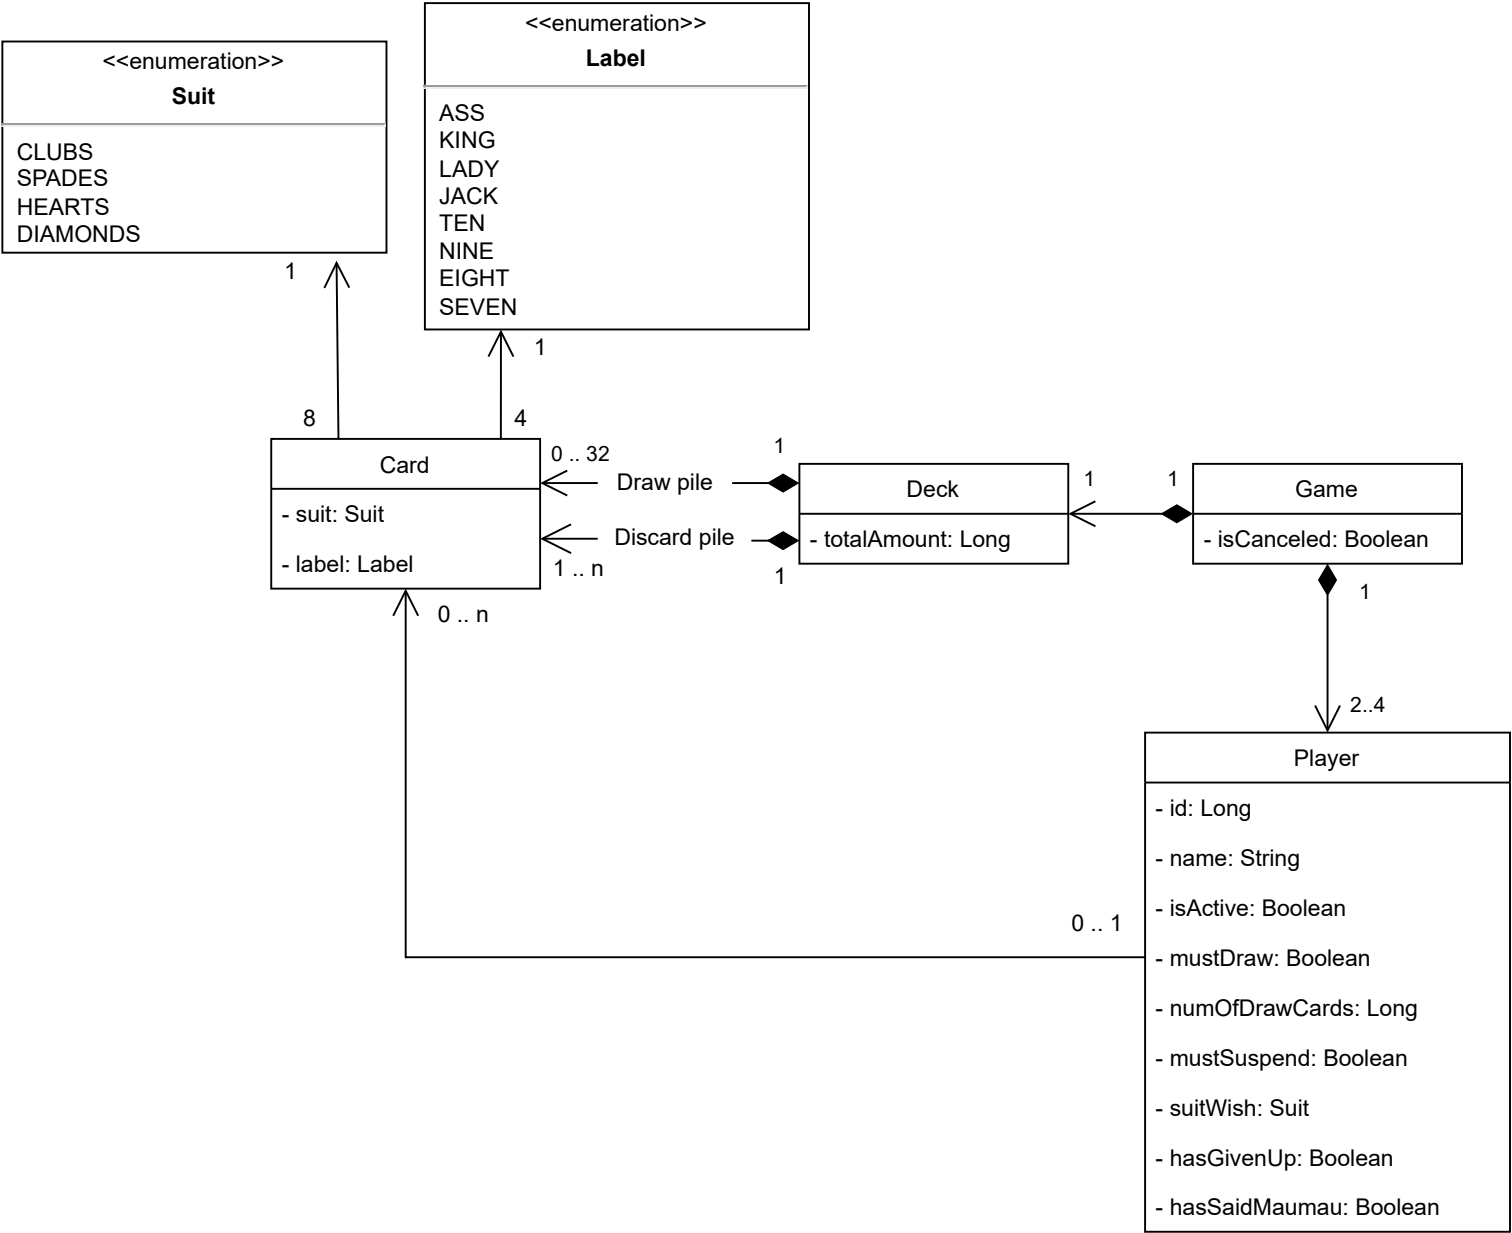 <<enumeration>>
Suit
CLUBS
SPADES
HEARTS
DIAMONDS
1
8
<<enumeration>>
Label
ASS
KING
LADY
JACK
TEN
NINE
EIGHT
SEVEN
1
4
Card
- suit: Suit
- label: Label
0 .. 32
Draw pile
1
Discard pile
1 .. n
1
0 .. n
Deck
- totalAmount: Long
1
1
Game
- isCanceled: Boolean
1
2..4
0 .. 1
Player
- id: Long
- name: String
- isActive: Boolean
- mustDraw: Boolean
- numOfDrawCards: Long
- mustSuspend: Boolean
- suitWish: Suit
- hasGivenUp: Boolean
- hasSaidMaumau: Boolean